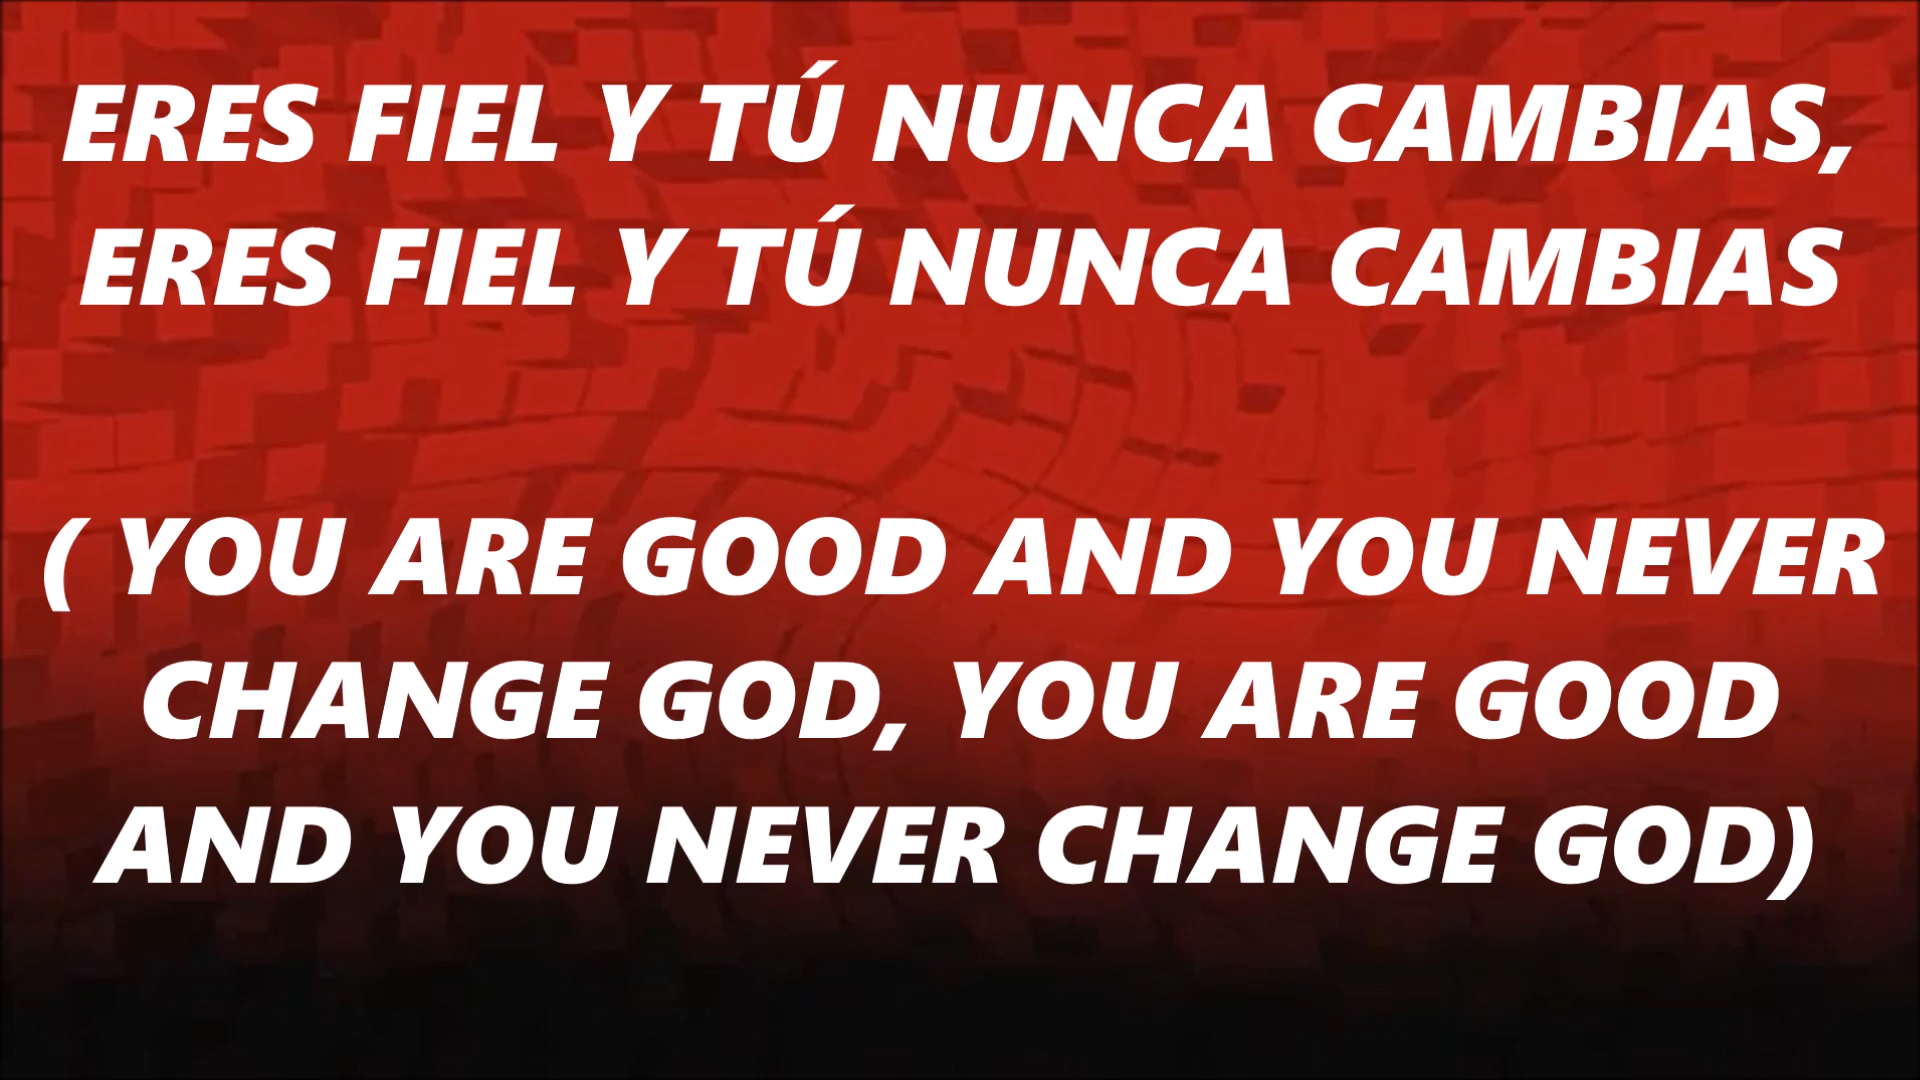 ERES FIEL Y TÚ NUNCA CAMBIAS,
ERES FIEL Y TÚ NUNCA CAMBIAS
( YOU ARE GOOD AND YOU NEVER
CHANGE GOD, YOU ARE GOOD
AND YOU NEVER CHANGE GOD)